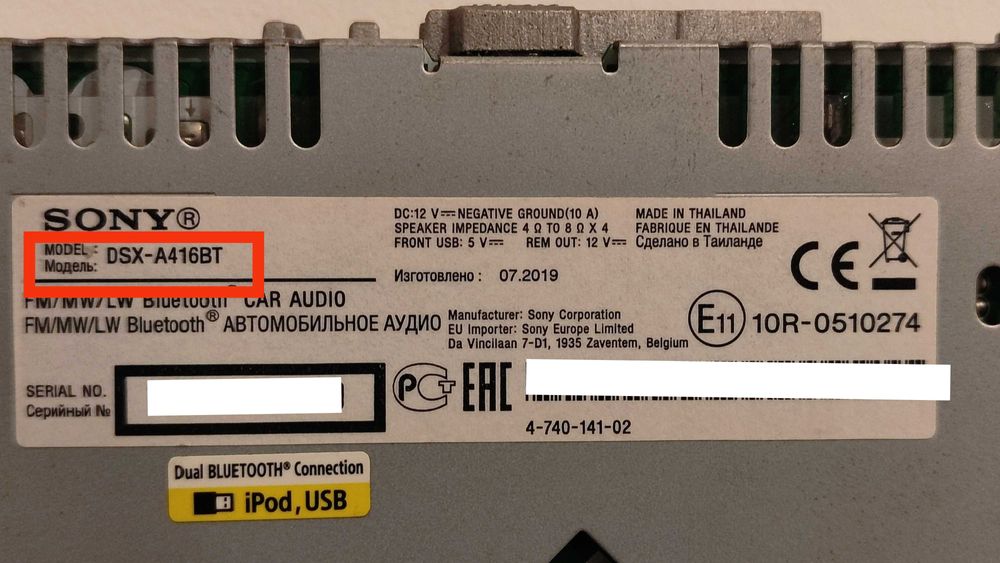 SONY®
MODEL :
Модель:
DSX-A416BT
FM/MW/LW Bluetooth® CAR AUDIO
FM/MW/LW Bluetooth® АВТОМОБИЛЬНОЕ АУДИО
DC:12 V⎓NEGATIVE GROUND(10 A)
SPEAKER IMPEDANCE 4 Ω TO 8 Ω X 4
FRONT USB: 5 V⎓ REM OUT: 12 V⎓
Изготовлено : 07.2019
MADE IN THAILAND
FABRIQUE EN THAILANDE
Сделано в Таиланде
CE
Manufacturer: Sony Corporation
EU Importer: Sony Europe Limited
Da Vincilaan 7-D1, 1935 Zaventem, Belgium
E11 10R-0510274
SERIAL NO.
Серийный №
РСТ
EAC
4-740-141-02
Dual BLUETOOTH® Connection
iPod, USB